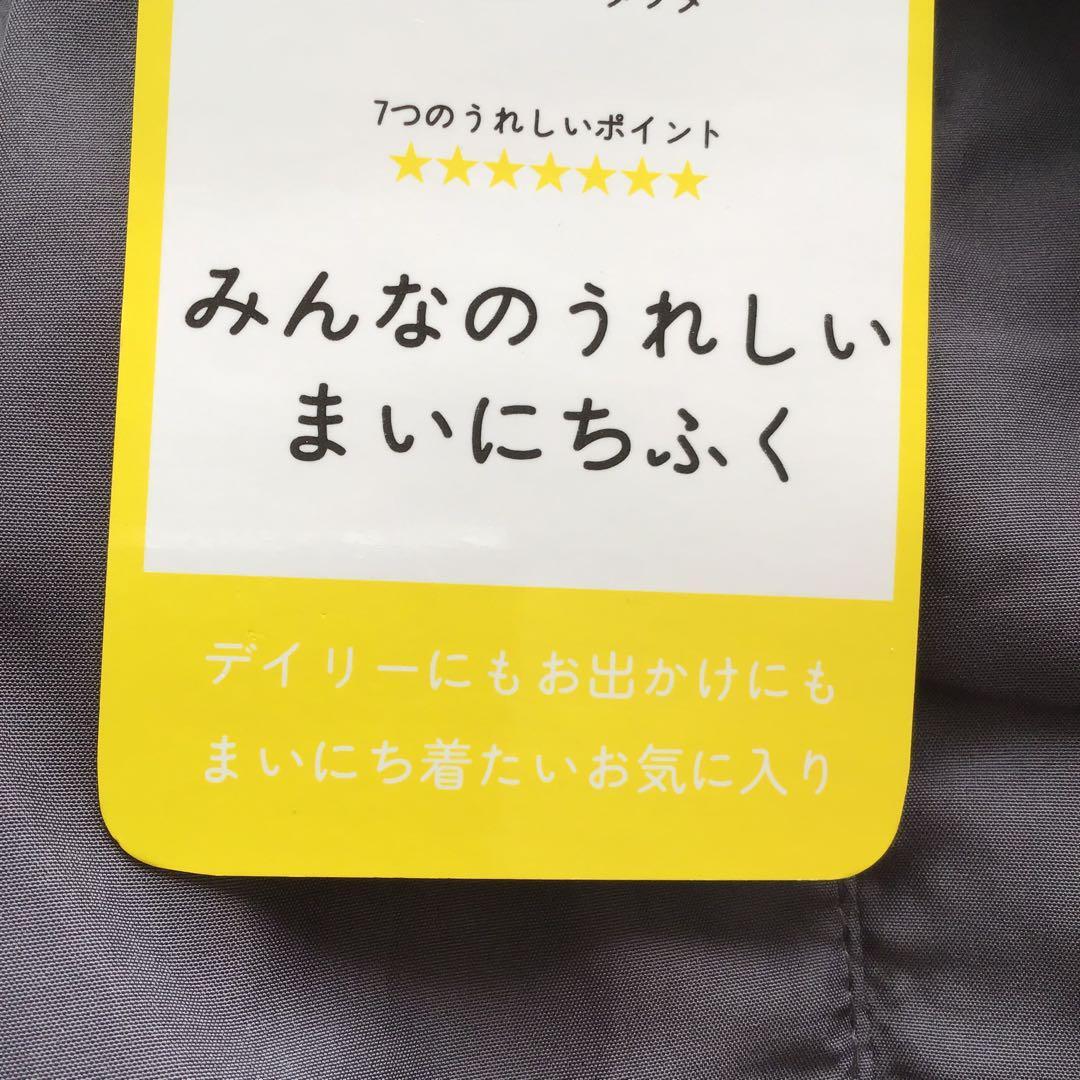 7つのうれしいポイント
★★★★★★★
みんなのうれしい
まいにちふく
デイリーにもお出かけにも
まいにち着たいお気に入り